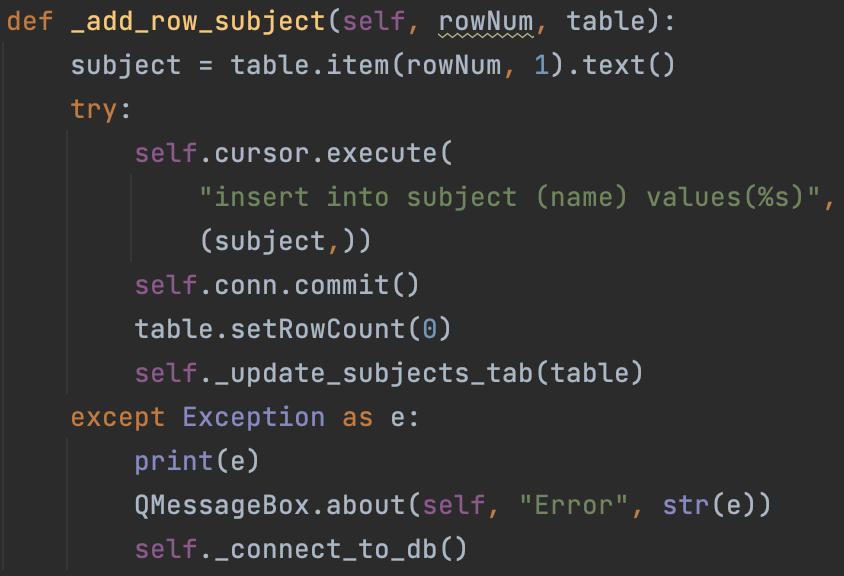 def _add_row_subject(self, rowNum, table):
    subject = table.item(rowNum, 1).text()
    try:
        self.cursor.execute(
            "insert into subject (name) values(%s)",
            (subject,))
        self.conn.commit()
        table.setRowCount(0)
        self._update_subjects_tab(table)
    except Exception as e:
        print(e)
        QMessageBox.about(self, "Error", str(e))
        self._connect_to_db()